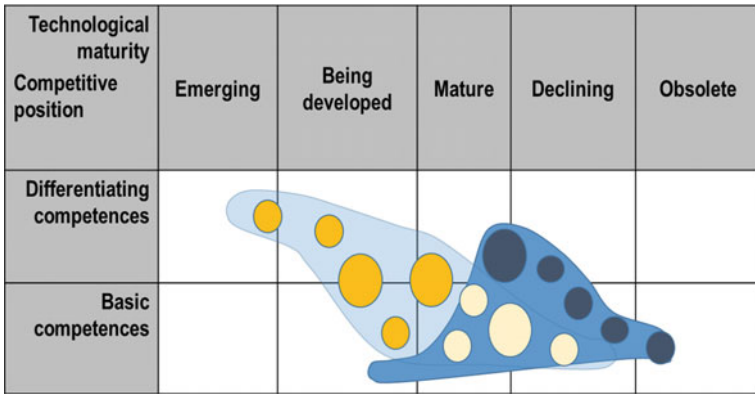 Technological
maturity
Competitive
position
Emerging
Being
developed
Mature
Declining
Obsolete
Differentiating
competences
Basic
competences